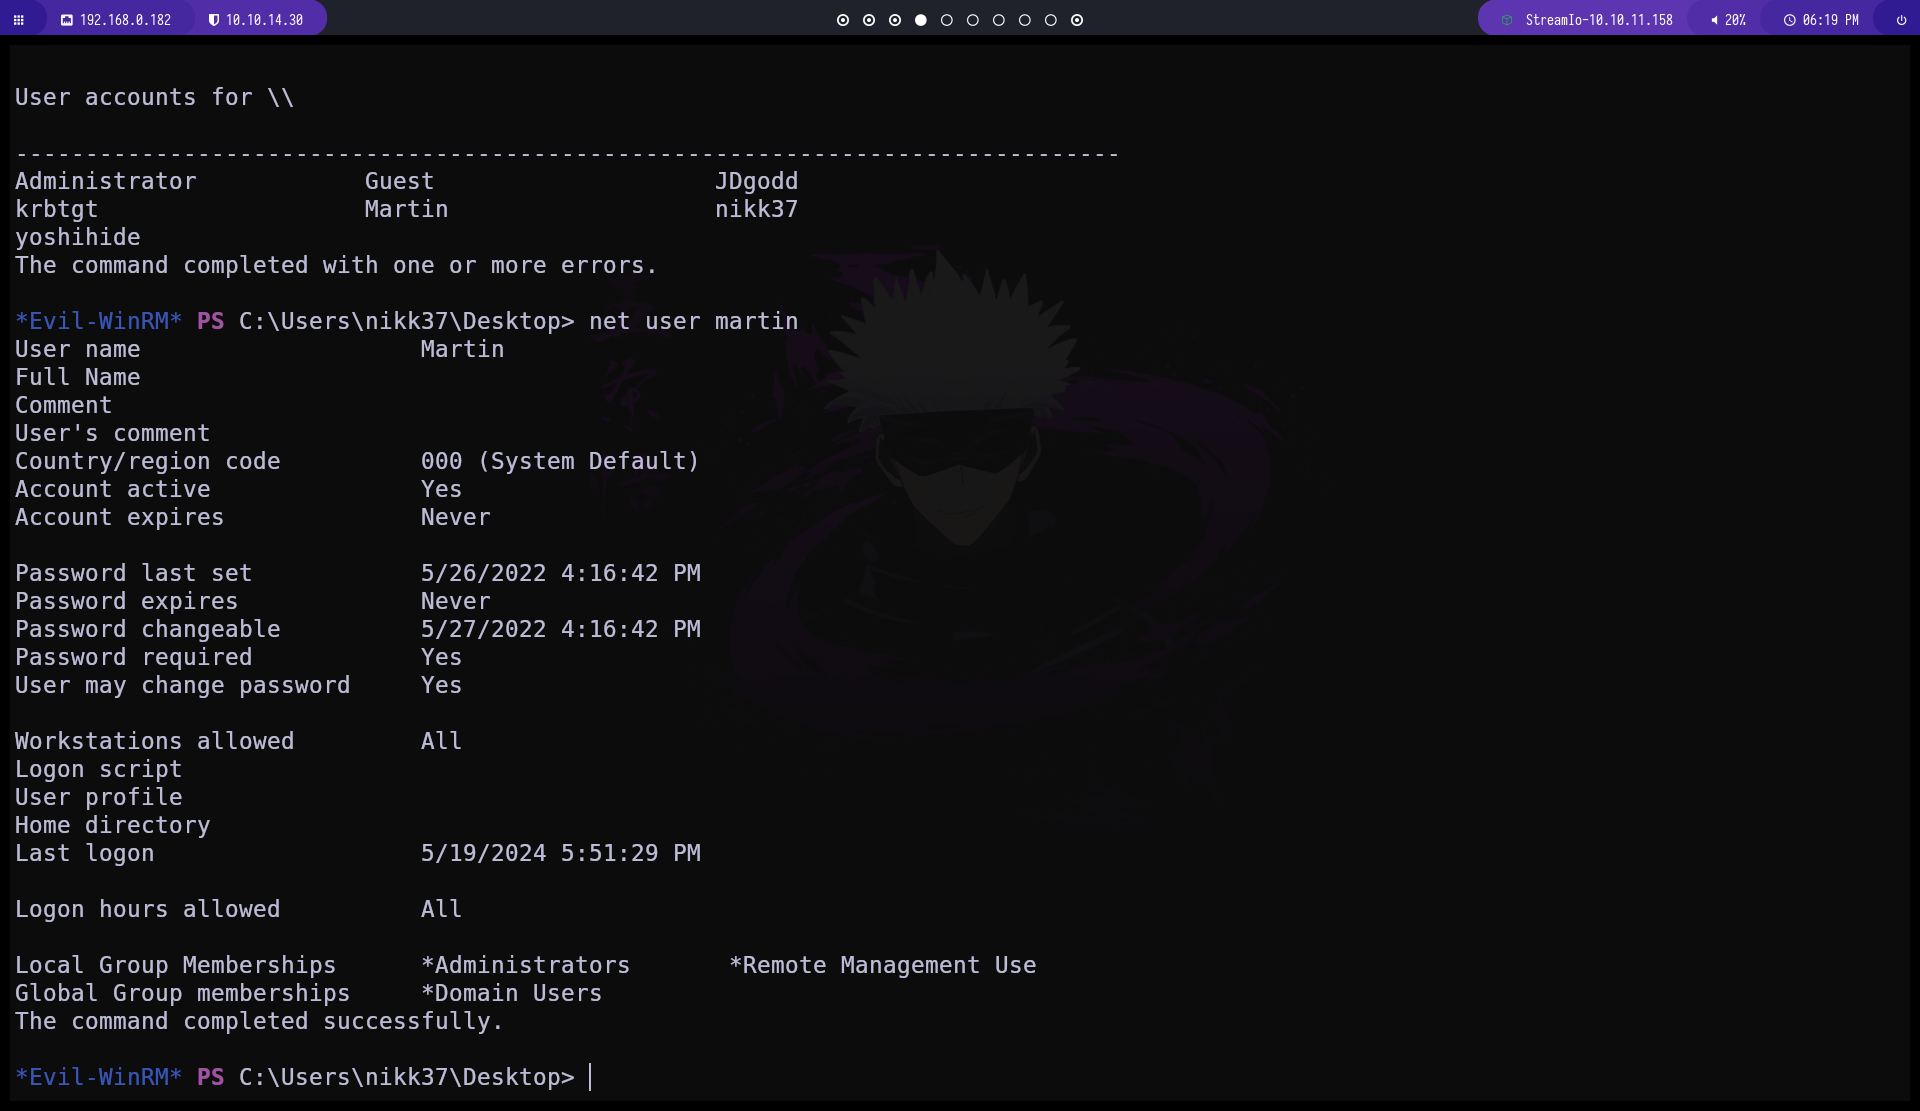 192.168.0.182 10.10.14.30 StreamIo-10.10.11.158 20% 06:19 PM
User accounts for \\
-------------------------------------------------------------------------------
Administrator Guest JDgodd
krbtgt Martin nikk37
yoshihide
The command completed with one or more errors.
*Evil-WinRM* PS C:\Users\nikk37\Desktop> net user martin
User name Martin
Full Name
Comment
User's comment
Country/region code 000 (System Default)
Account active Yes
Account expires Never
Password last set 5/26/2022 4:16:42 PM
Password expires Never
Password changeable 5/27/2022 4:16:42 PM
Password required Yes
User may change password Yes
Workstations allowed All
Logon script
User profile
Home directory
Last logon 5/19/2024 5:51:29 PM
Logon hours allowed All
Local Group Memberships *Administrators *Remote Management Use
Global Group memberships *Domain Users
The command completed successfully.
*Evil-WinRM* PS C:\Users\nikk37\Desktop>